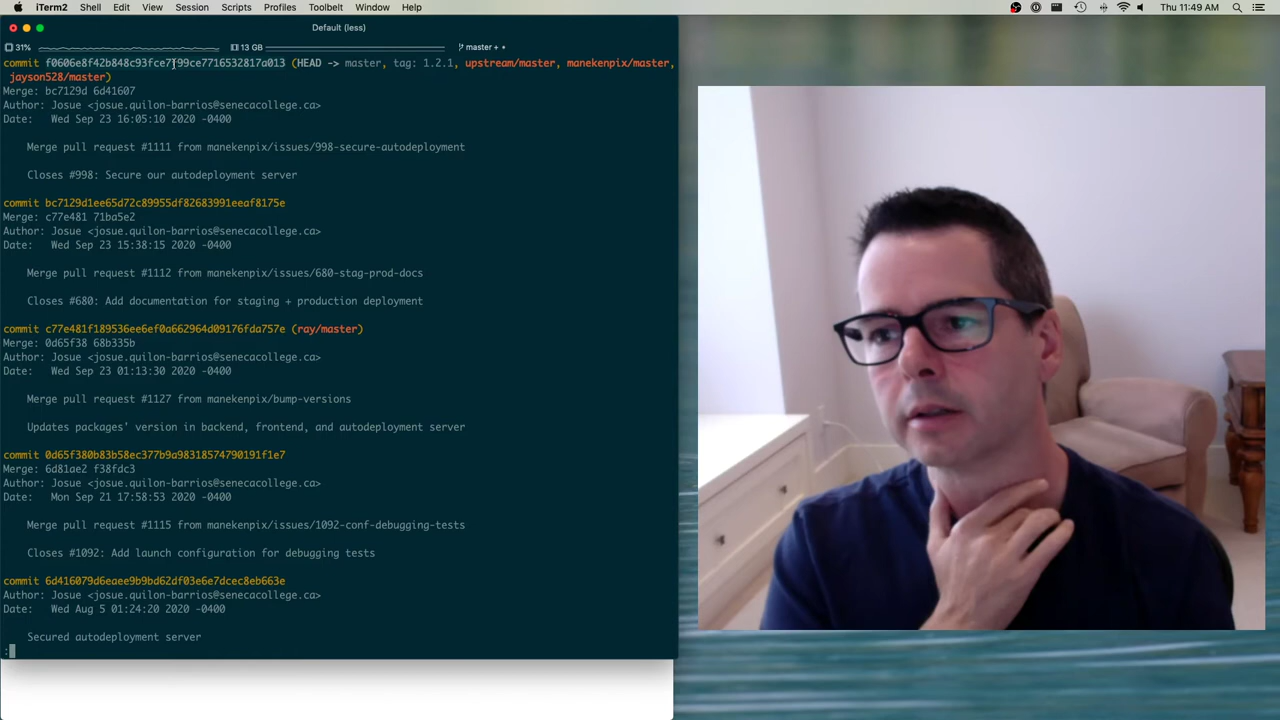 iTerm2 Shell Edit View Session Scripts Profiles Toolbelt Window Help Thu 11:49 AM
Default (less)
31% 13 GB master + •
commit f0606e8f42b848c93fce7f99ce7716532817a013 (HEAD -> master, tag: 1.2.1, upstream/master, manekenpix/master,
jayson528/master)
Merge: bc7129d 6d41607
Author: Josue <josue.quilon-barrios@senecacollege.ca>
Date: Wed Sep 23 16:05:10 2020 -0400
Merge pull request #1111 from manekenpix/issues/998-secure-autodeployment
Closes #998: Secure our autodeployment server
commit bc7129d1ee65d72c89955df82683991eeaf8175e
Merge: c77e481 71ba5e2
Author: Josue <josue.quilon-barrios@senecacollege.ca>
Date: Wed Sep 23 15:38:15 2020 -0400
Merge pull request #1112 from manekenpix/issues/680-stag-prod-docs
Closes #680: Add documentation for staging + production deployment
commit c77e481f189536ee6ef0a662964d09176fda757e (ray/master)
Merge: 0d65f38 68b335b
Author: Josue <josue.quilon-barrios@senecacollege.ca>
Date: Wed Sep 23 01:13:30 2020 -0400
Merge pull request #1127 from manekenpix/bump-versions
Updates packages' version in backend, frontend, and autodeployment server
commit 0d65f380b83b58ec377b9a98318574790191f1e7
Merge: 6d81ae2 f38fdc3
Author: Josue <josue.quilon-barrios@senecacollege.ca>
Date: Mon Sep 21 17:58:53 2020 -0400
Merge pull request #1115 from manekenpix/issues/1092-conf-debugging-tests
Closes #1092: Add launch configuration for debugging tests
commit 6d416079d6eaee9b9bd62df03e6e7dcec8eb663e
Author: Josue <josue.quilon-barrios@senecacollege.ca>
Date: Wed Aug 5 01:24:20 2020 -0400
Secured autodeployment server
: